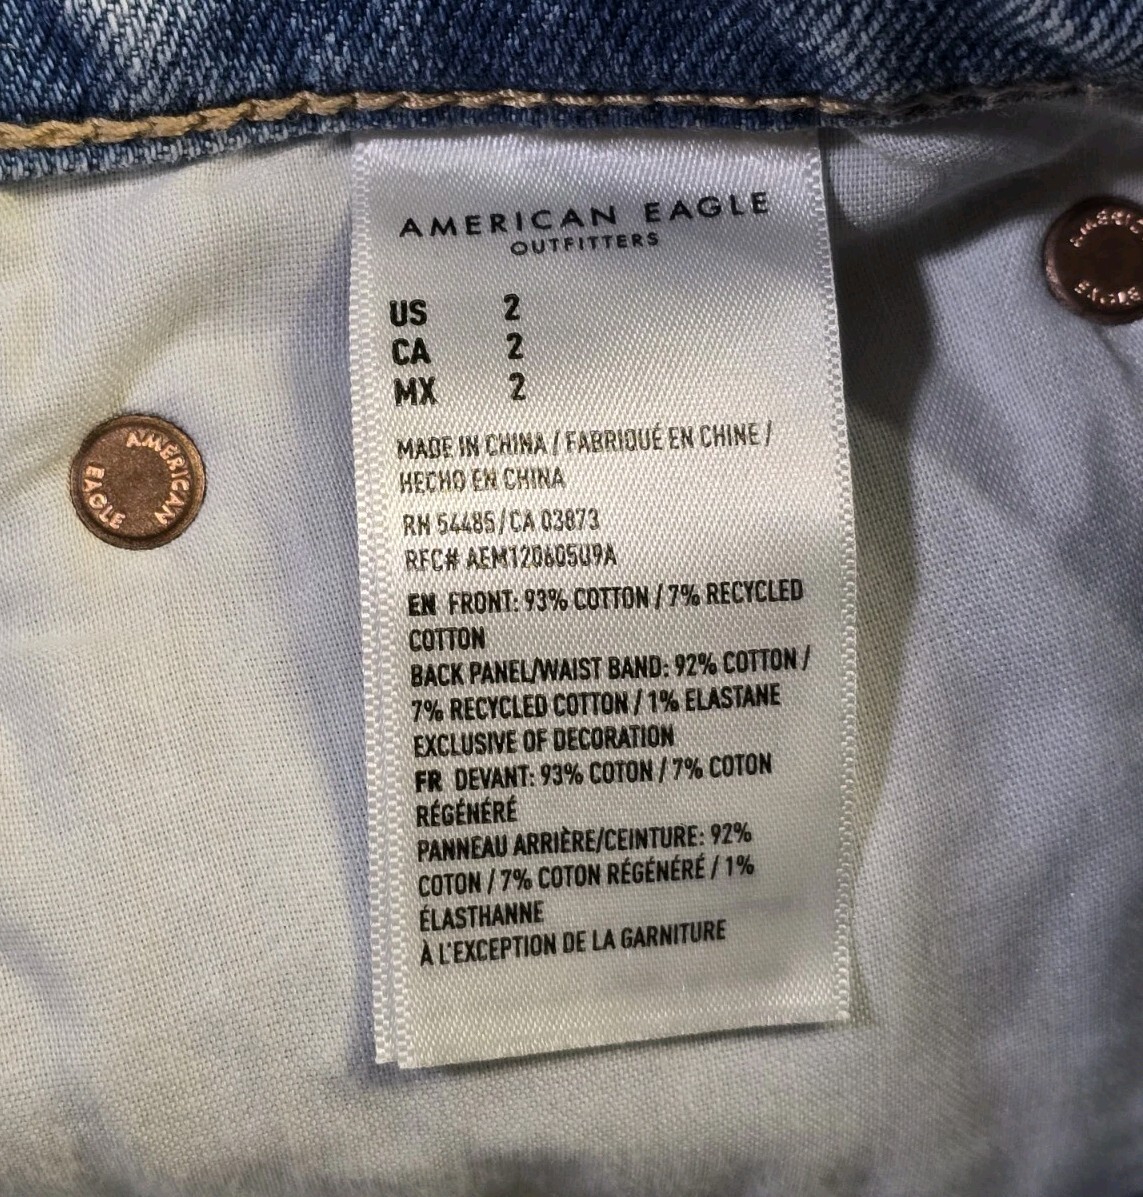 AMERICAN EAGLE
OUTFITTERS
US 2
CA 2
MX 2
MADE IN CHINA / FABRIQUÉ EN CHINE /
HECHO EN CHINA
RN 54485/CA 03873
RFC# AEM120605U9A
EN FRONT: 93% COTTON / 7% RECYCLED
COTTON
BACK PANEL/WAIST BAND: 92% COTTON /
7% RECYCLED COTTON / 1% ELASTANE
EXCLUSIVE OF DECORATION
FR DEVANT: 93% COTON / 7% COTON
RÉGÉNÉRÉ
PANNEAU ARRIÈRE/CEINTURE: 92%
COTON / 7% COTON RÉGÉNÉRÉ / 1%
ÉLASTHANNE
À L'EXCEPTION DE LA GARNITURE
AMERICAN
EAGLE
EAGLE